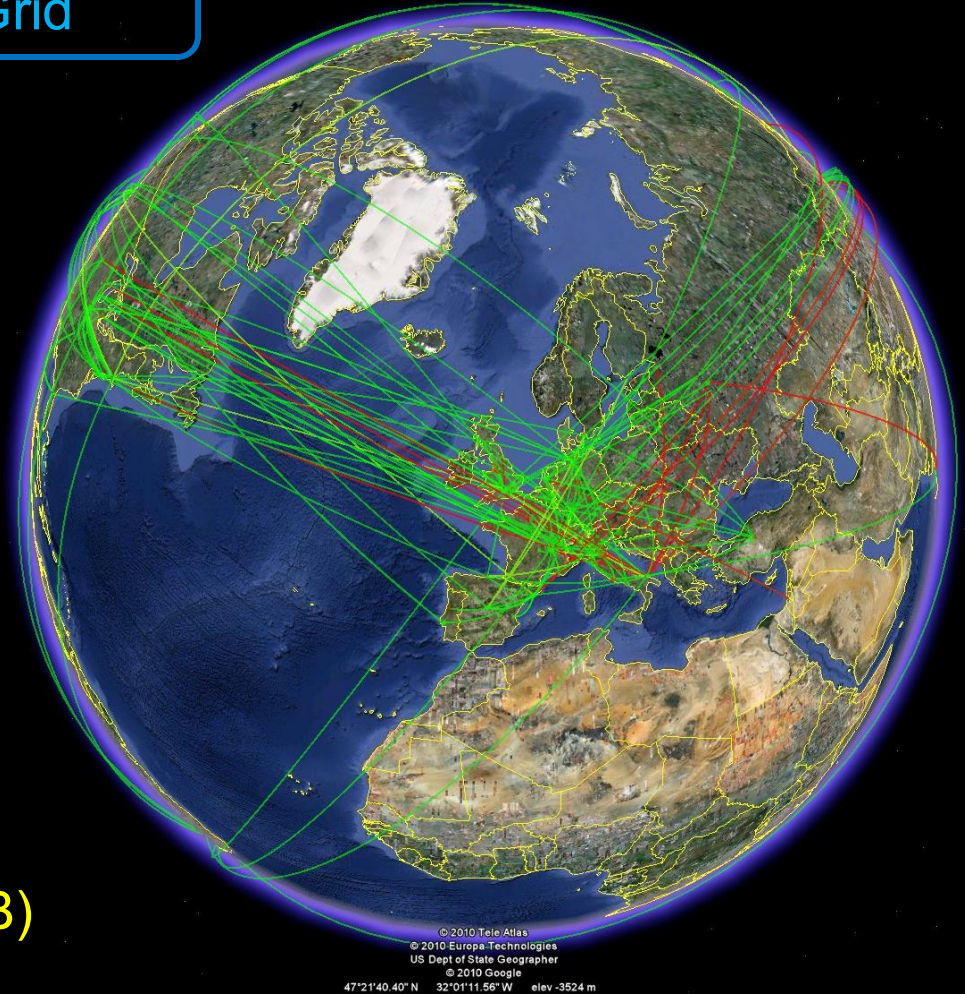 Grid
3)
© 2010 Tele Atlas
© 2010 Europa Technologies
US Dept of State Geographer
© 2010 Google
47°21'40.40" N 32°01'11.56" W elev -3524 m